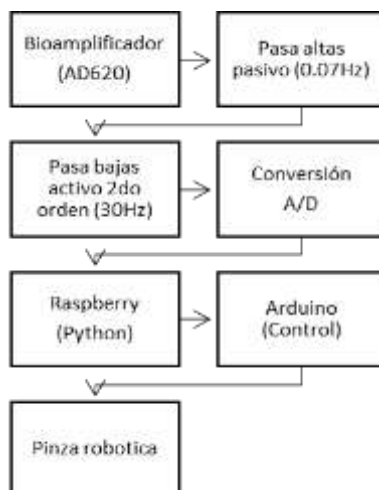 Bioamplificador
(AD620)
Pasa altas
pasivo (0.07Hz)
Pasa bajas
activo 2do
orden (30Hz)
Conversión
A/D
Raspberry
(Python)
Arduino
(Control)
Pinza robotica